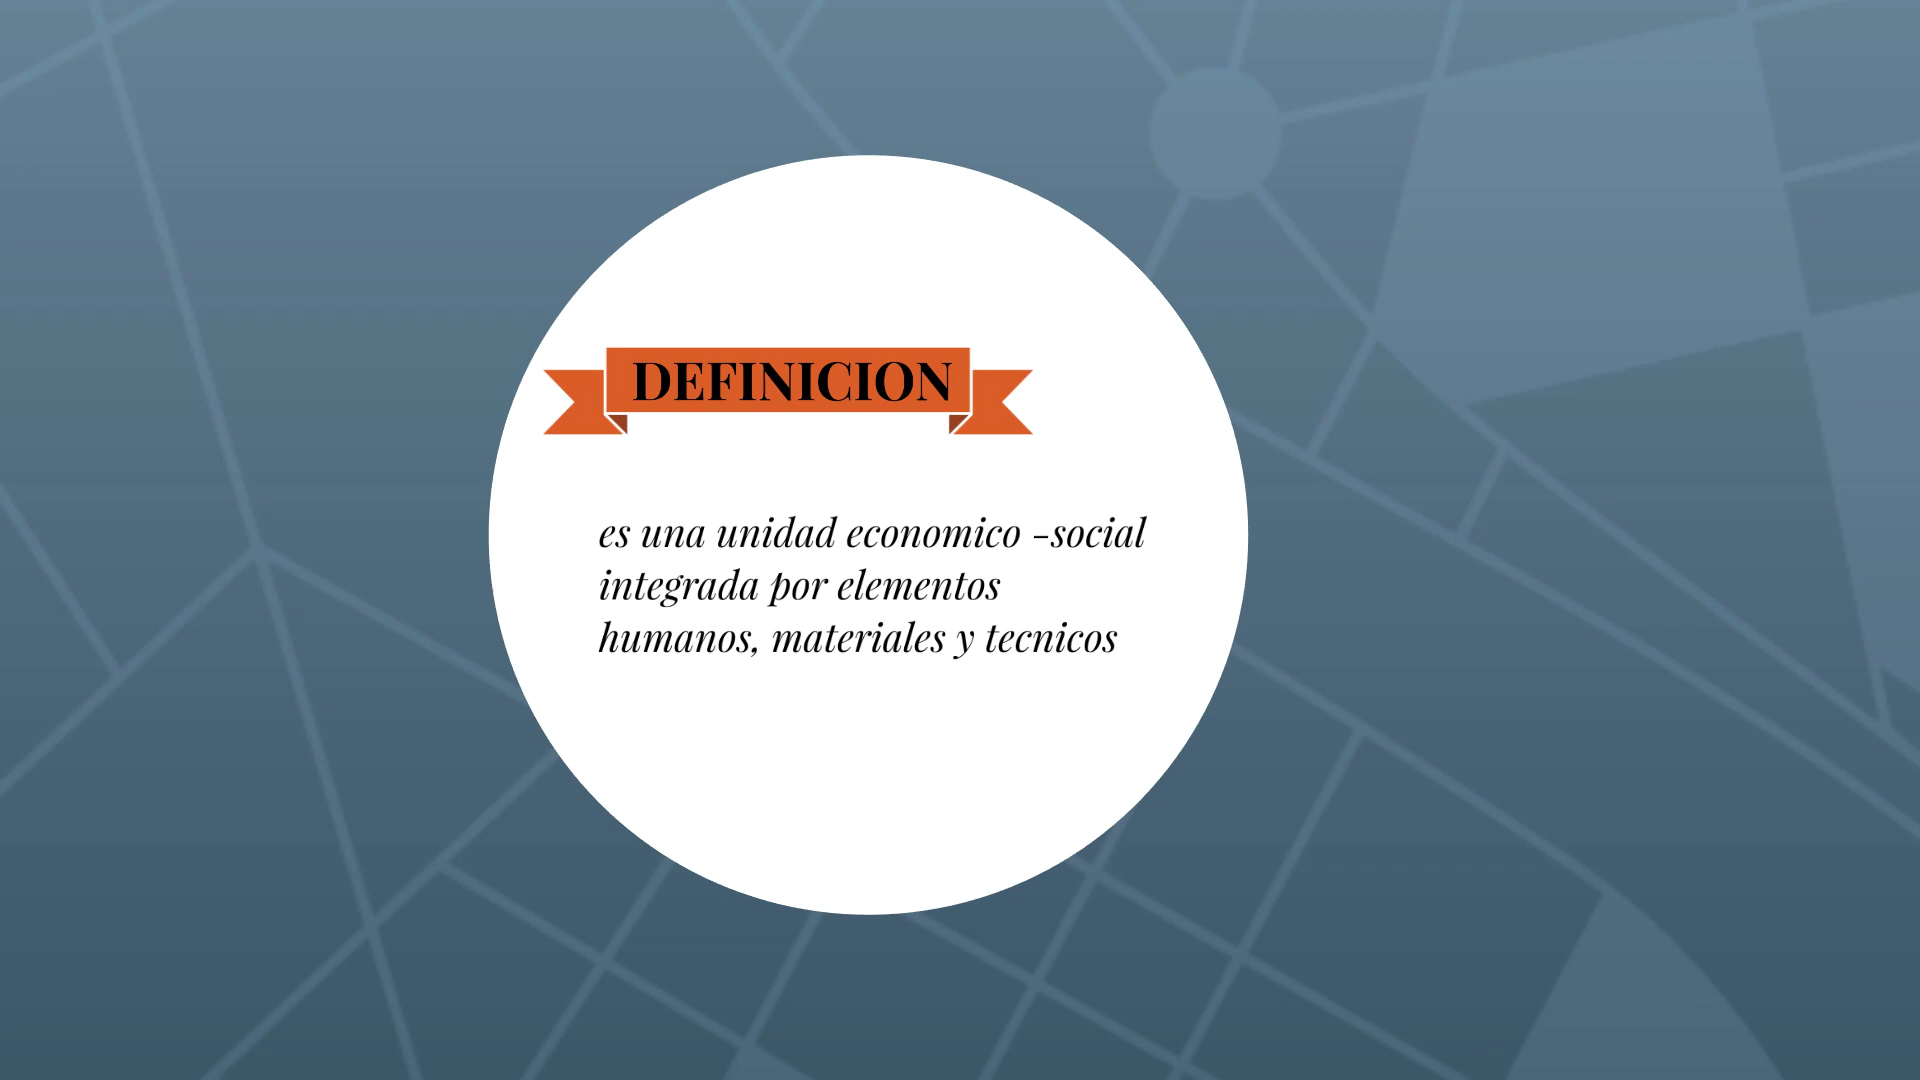 DEFINICION
es una unidad economico -social
integrada por elementos
humanos, materiales y tecnicos